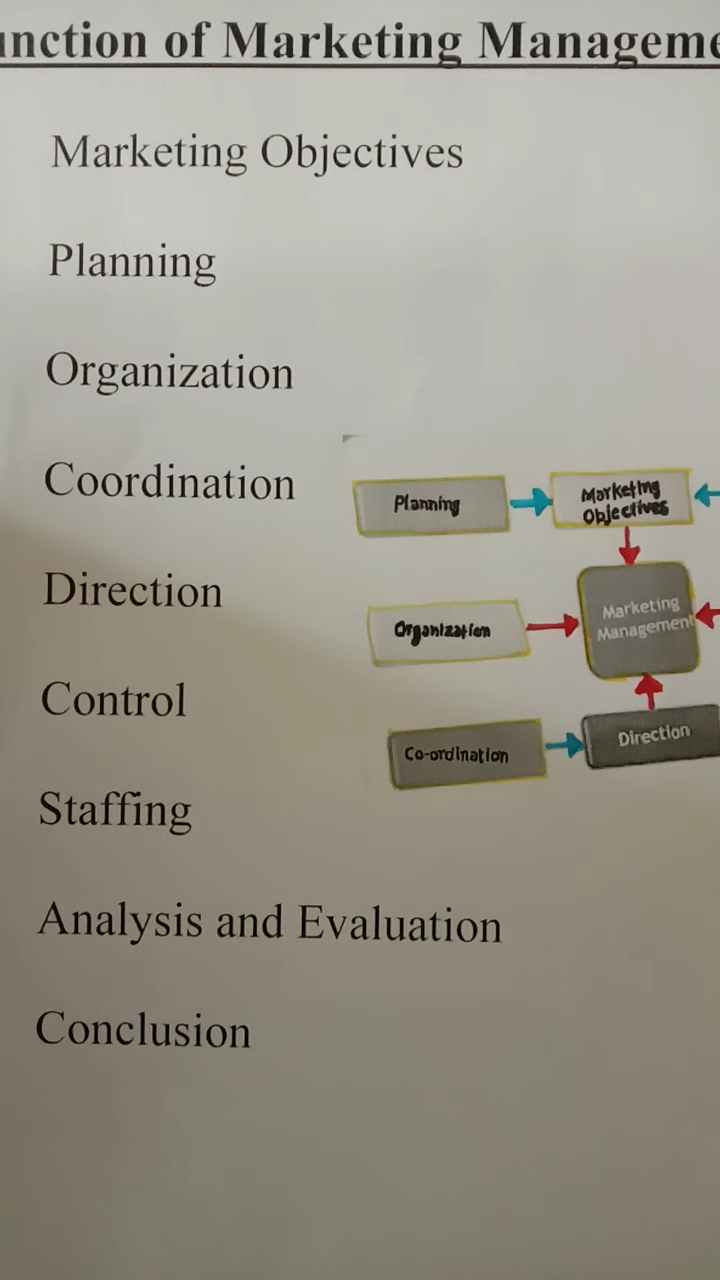 unction of Marketing Manageme
Marketing Objectives
Planning
Organization
Coordination
Direction
Control
Staffing
Analysis and Evaluation
Conclusion
Planning
Marketing
Objectives
Organization
Marketing
Management
Co-ordination
Direction